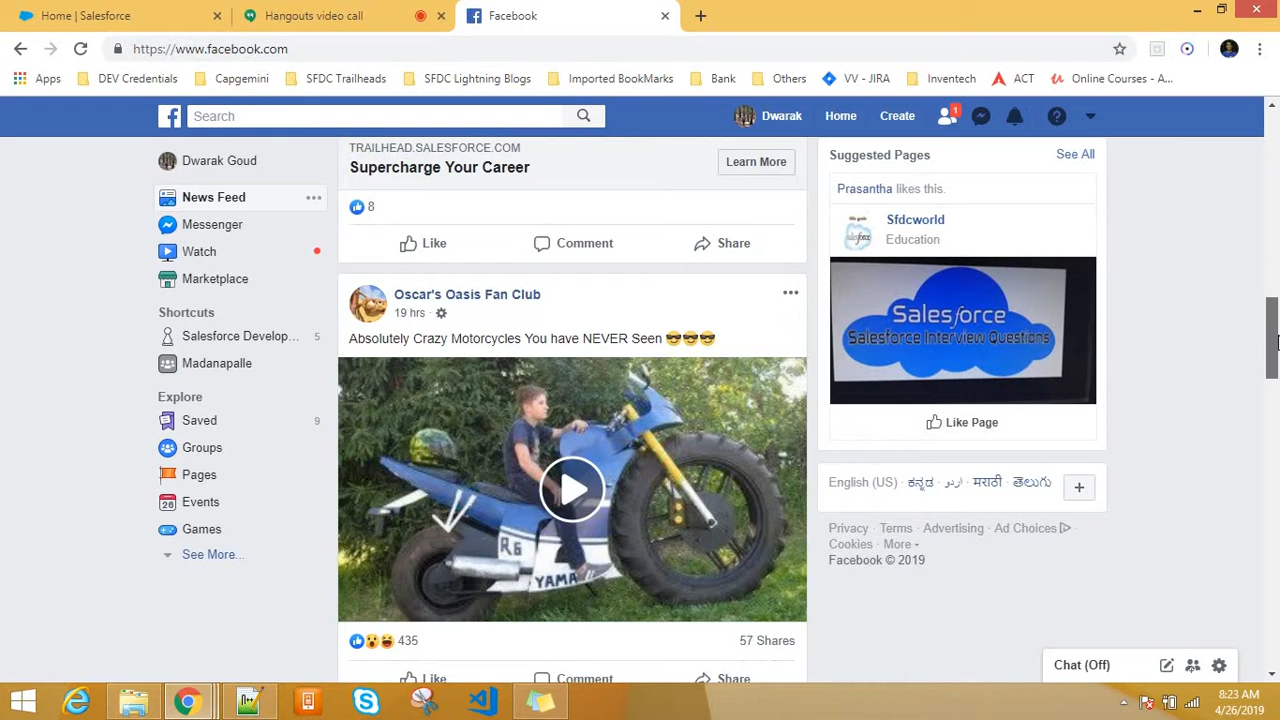 Home | Salesforce
Hangouts video call
Facebook
https://www.facebook.com
Apps
DEV Credentials
Capgemini
SFDC Trailheads
SFDC Lightning Blogs
Imported BookMarks
Bank
Others
VV - JIRA
Inventech
ACT
Online Courses - A...
Search
Dwarak
Home
Create
1
Dwarak Goud
News Feed
Messenger
Watch
Marketplace
Shortcuts
Salesforce Develop... 5
Madanapalle
Explore
Saved 9
Groups
Pages
Events
Games
See More...
TRAILHEAD.SALESFORCE.COM
Supercharge Your Career
Learn More
8
Like Comment Share
Oscar's Oasis Fan Club
19 hrs ·
Absolutely Crazy Motorcycles You have NEVER Seen 😎😎😎
R6
YAMA
435
57 Shares
Like Comment Share
Suggested Pages
See All
Prasantha likes this.
Sfdcworld
Education
Salesforce
Salesforce Interview Questions
Like Page
English (US) · ಕನ್ನಡ · اردو · मराठी · తెలుగు
Privacy · Terms · Advertising · Ad Choices ·
Cookies · More
Facebook © 2019
Chat (Off)
8:23 AM
4/26/2019